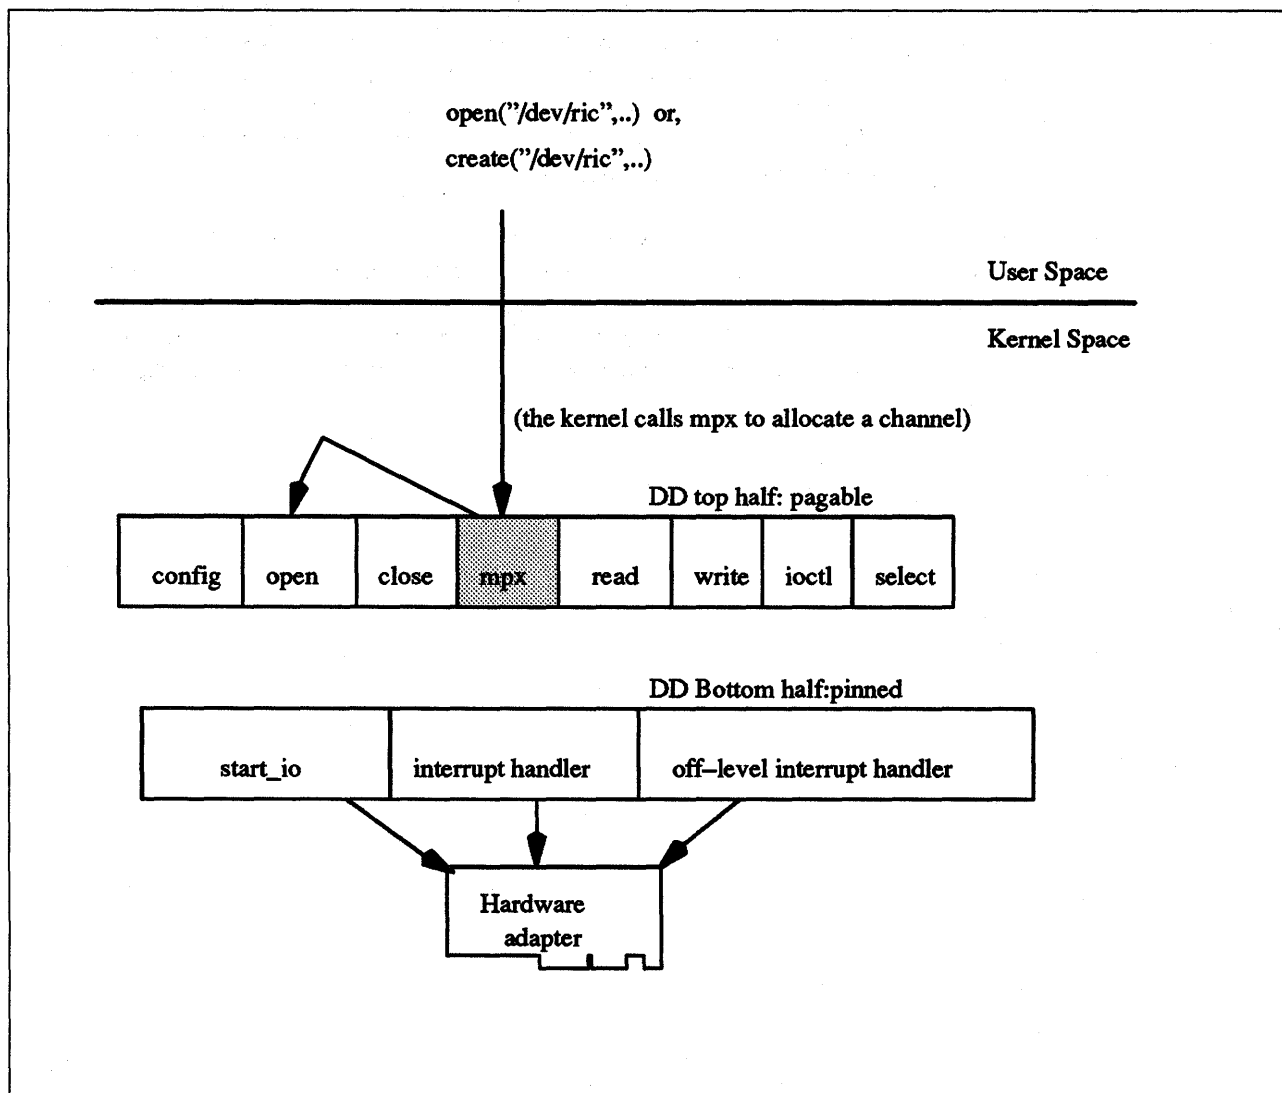 open("/dev/ric",..) or,
create("/dev/ric",..)
User Space
Kernel Space
(the kernel calls mpx to allocate a channel)
DD top half: pagable
config open close mpx read write ioctl select
DD Bottom half:pinned
start_io interrupt handler off–level interrupt handler
Hardware
adapter